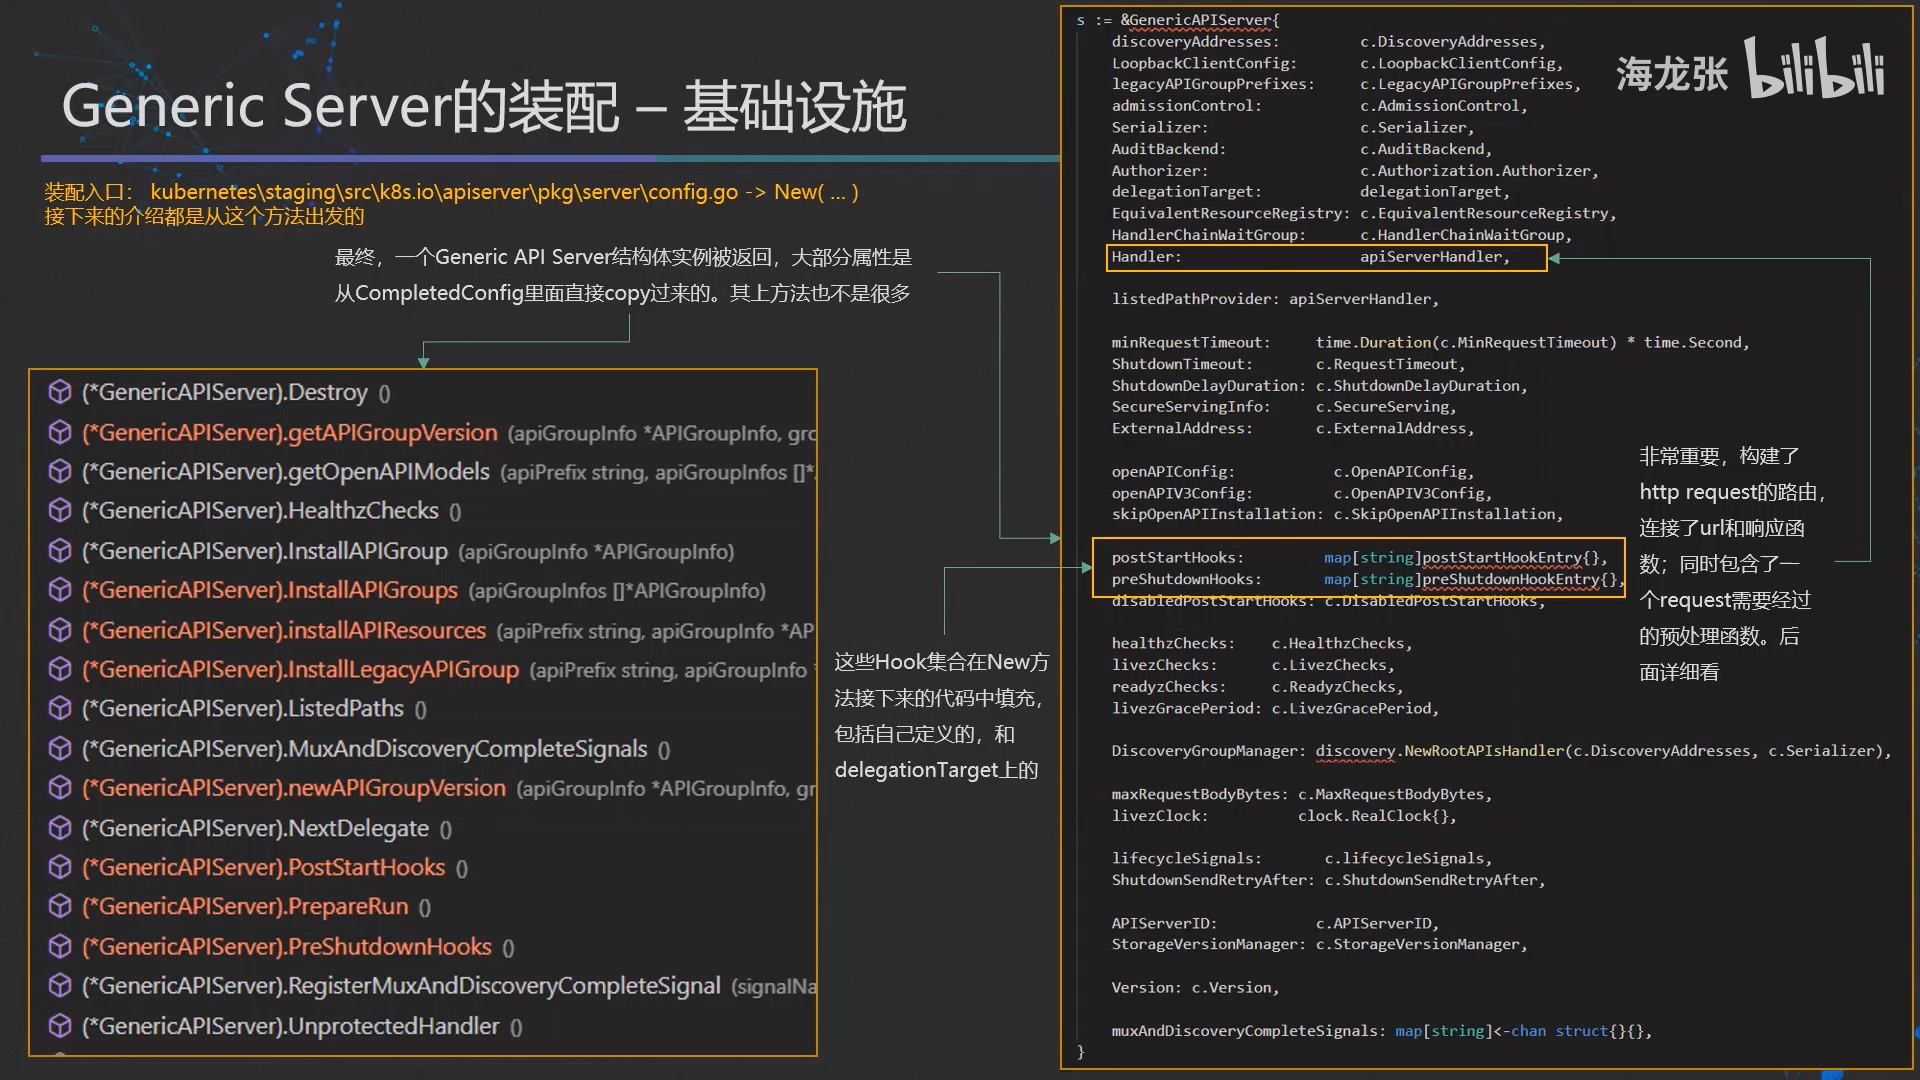 Generic Server的装配 – 基础设施
装配入口： kubernetes\staging\src\k8s.io\apiserver\pkg\server\config.go -> New( ... )
接下来的介绍都是从这个方法出发的
最终，一个Generic API Server结构体实例被返回，大部分属性是
从CompletedConfig里面直接copy过来的。其上方法也不是很多
(*GenericAPIServer).Destroy ()
(*GenericAPIServer).getAPIGroupVersion (apiGroupInfo *APIGroupInfo, grc
(*GenericAPIServer).getOpenAPIModels (apiPrefix string, apiGroupInfos []*
(*GenericAPIServer).HealthzChecks ()
(*GenericAPIServer).InstallAPIGroup (apiGroupInfo *APIGroupInfo)
(*GenericAPIServer).InstallAPIGroups (apiGroupInfos []*APIGroupInfo)
(*GenericAPIServer).installAPIResources (apiPrefix string, apiGroupInfo *AP
(*GenericAPIServer).InstallLegacyAPIGroup (apiPrefix string, apiGroupInfo *
(*GenericAPIServer).ListedPaths ()
(*GenericAPIServer).MuxAndDiscoveryCompleteSignals ()
(*GenericAPIServer).newAPIGroupVersion (apiGroupInfo *APIGroupInfo, gr
(*GenericAPIServer).NextDelegate ()
(*GenericAPIServer).PostStartHooks ()
(*GenericAPIServer).PrepareRun ()
(*GenericAPIServer).PreShutdownHooks ()
(*GenericAPIServer).RegisterMuxAndDiscoveryCompleteSignal (signalNa
(*GenericAPIServer).UnprotectedHandler ()
这些Hook集合在New方
法接下来的代码中填充，
包括自己定义的，和
delegationTarget上的
s := &GenericAPIServer{
discoveryAddresses: c.DiscoveryAddresses,
LoopbackClientConfig: c.LoopbackClientConfig,
legacyAPIGroupPrefixes: c.LegacyAPIGroupPrefixes,
admissionControl: c.AdmissionControl,
Serializer: c.Serializer,
AuditBackend: c.AuditBackend,
Authorizer: c.Authorization.Authorizer,
delegationTarget: delegationTarget,
EquivalentResourceRegistry: c.EquivalentResourceRegistry,
HandlerChainWaitGroup: c.HandlerChainWaitGroup,
Handler: apiServerHandler,
listedPathProvider: apiServerHandler,
minRequestTimeout: time.Duration(c.MinRequestTimeout) * time.Second,
ShutdownTimeout: c.RequestTimeout,
ShutdownDelayDuration: c.ShutdownDelayDuration,
SecureServingInfo: c.SecureServing,
ExternalAddress: c.ExternalAddress,
openAPIConfig: c.OpenAPIConfig,
openAPIV3Config: c.OpenAPIV3Config,
skipOpenAPIInstallation: c.SkipOpenAPIInstallation,
postStartHooks: map[string]postStartHookEntry{},
preShutdownHooks: map[string]preShutdownHookEntry{},
disabledPostStartHooks: c.DisabledPostStartHooks,
healthzChecks: c.HealthzChecks,
livezChecks: c.LivezChecks,
readyzChecks: c.ReadyzChecks,
livezGracePeriod: c.LivezGracePeriod,
DiscoveryGroupManager: discovery.NewRootAPIsHandler(c.DiscoveryAddresses, c.Serializer),
maxRequestBodyBytes: c.MaxRequestBodyBytes,
livezClock: clock.RealClock{},
lifecycleSignals: c.lifecycleSignals,
ShutdownSendRetryAfter: c.ShutdownSendRetryAfter,
APIServerID: c.APIServerID,
StorageVersionManager: c.StorageVersionManager,
Version: c.Version,
muxAndDiscoveryCompleteSignals: map[string]<-chan struct{}{},
}
海龙张 bilibili
非常重要，构建了
http request的路由，
连接了url和响应函
数；同时包含了一
个request需要经过
的预处理函数。后
面详细看